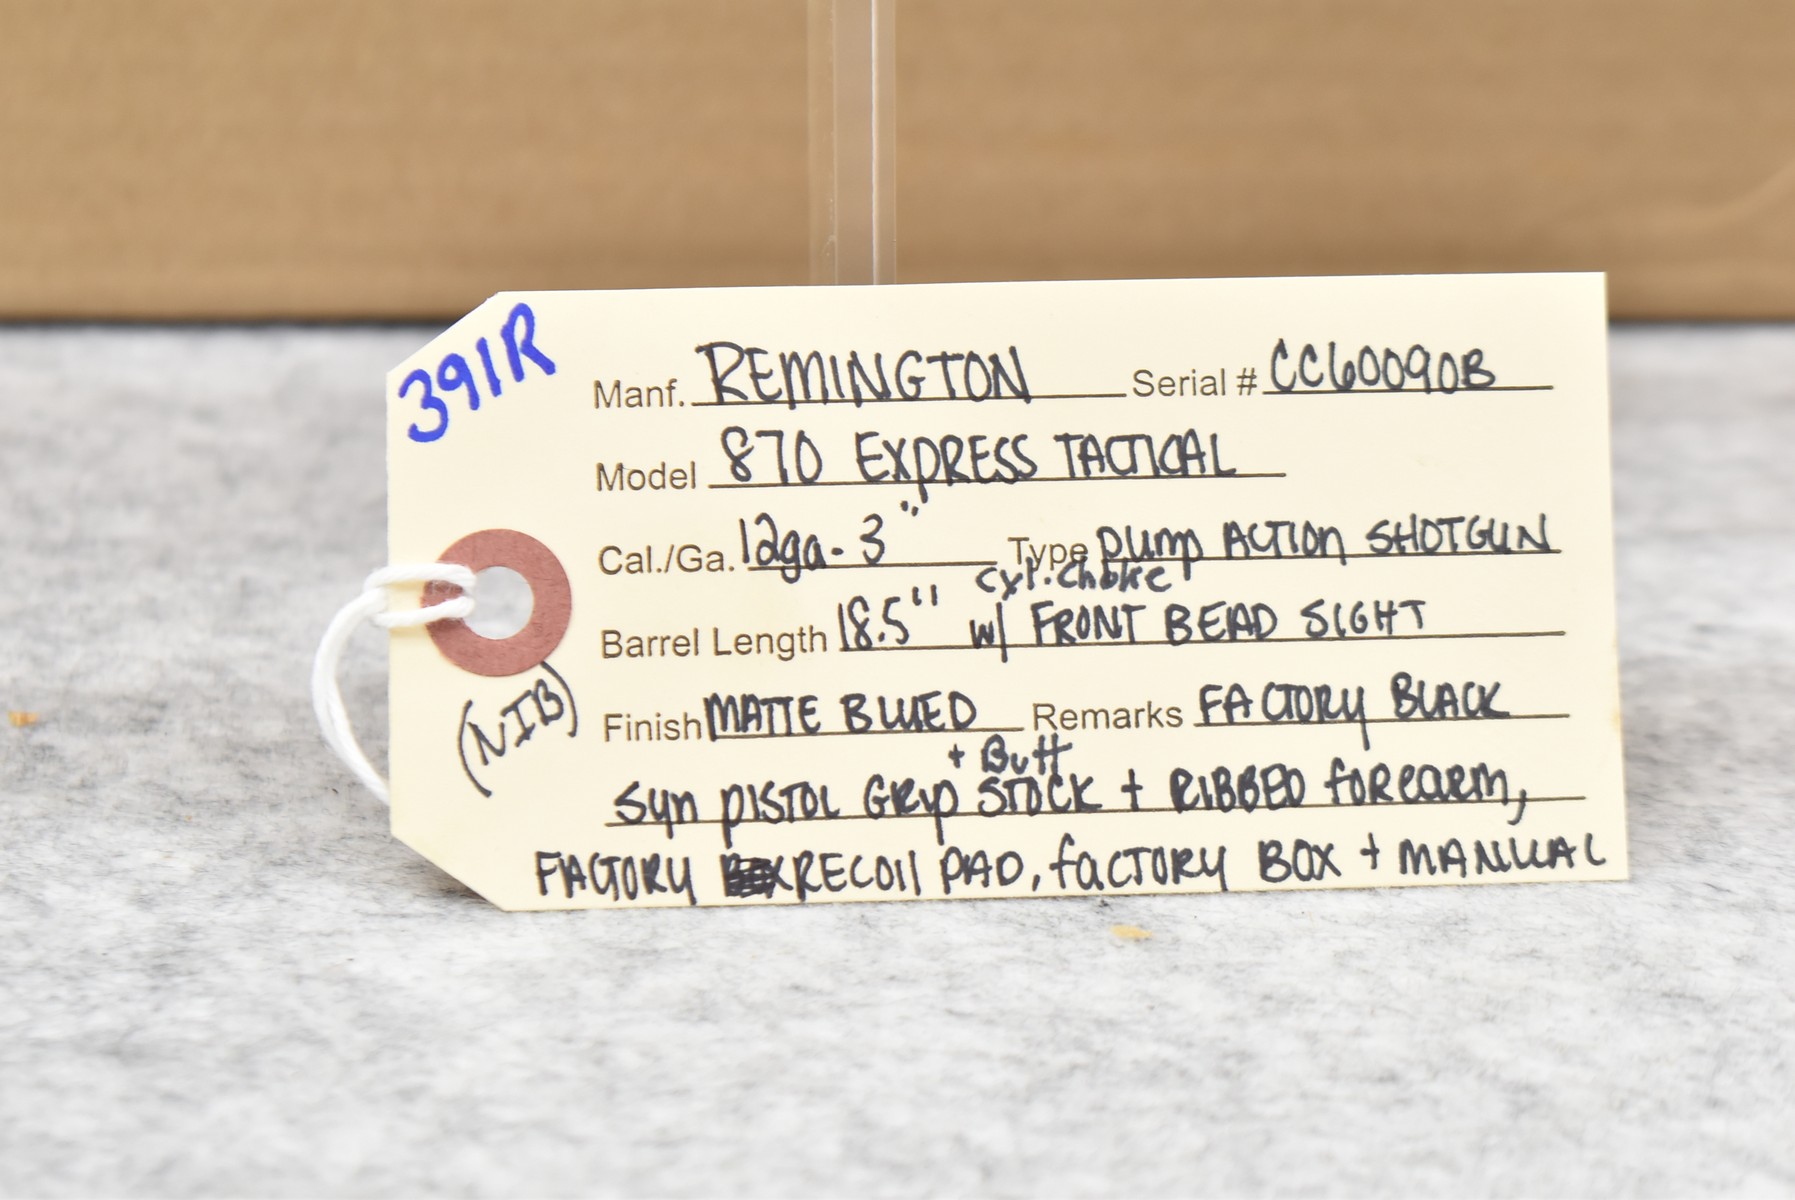 391R
Manf. REMINGTON Serial # CC60090B
Model 870 EXPRESS TACTICAL
Cal./Ga. 12ga- 3" Type pump ACTION SHOTGUN
cyl. choke
Barrel Length 18.5" w/ FRONT BEAD SIGHT
(NIB)
Finish MATTE BLUED Remarks FACTORY BLACK
+ Butt
syn pISTOL GRip STOCK + RIBBED foREARM,
FACTORY RECOIl PAD, fACTORY BOX + MANUAL